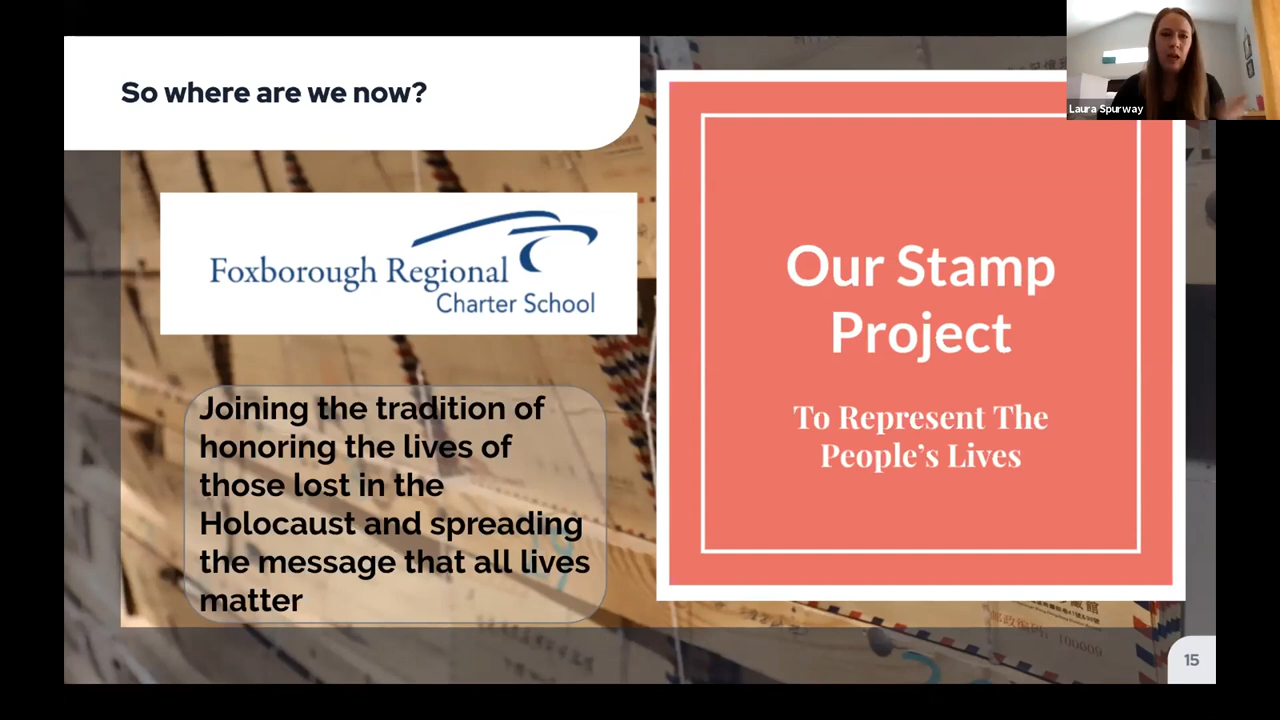 So where are we now?
Laura Spurway
Foxborough Regional
Charter School
Our Stamp
Project
To Represent The
People's Lives
Joining the tradition of
honoring the lives of
those lost in the
Holocaust and spreading
the message that all lives
matter
100009
15